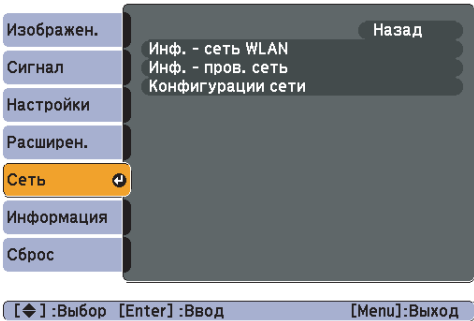 Изображен.
Сигнал
Настройки
Расширен.
Сеть
Информация
Сброс
Назад
Инф. - сеть WLAN
Инф. - пров. сеть
Конфигурации сети
[ ] :Выбор [Enter] :Ввод [Menu]:Выход